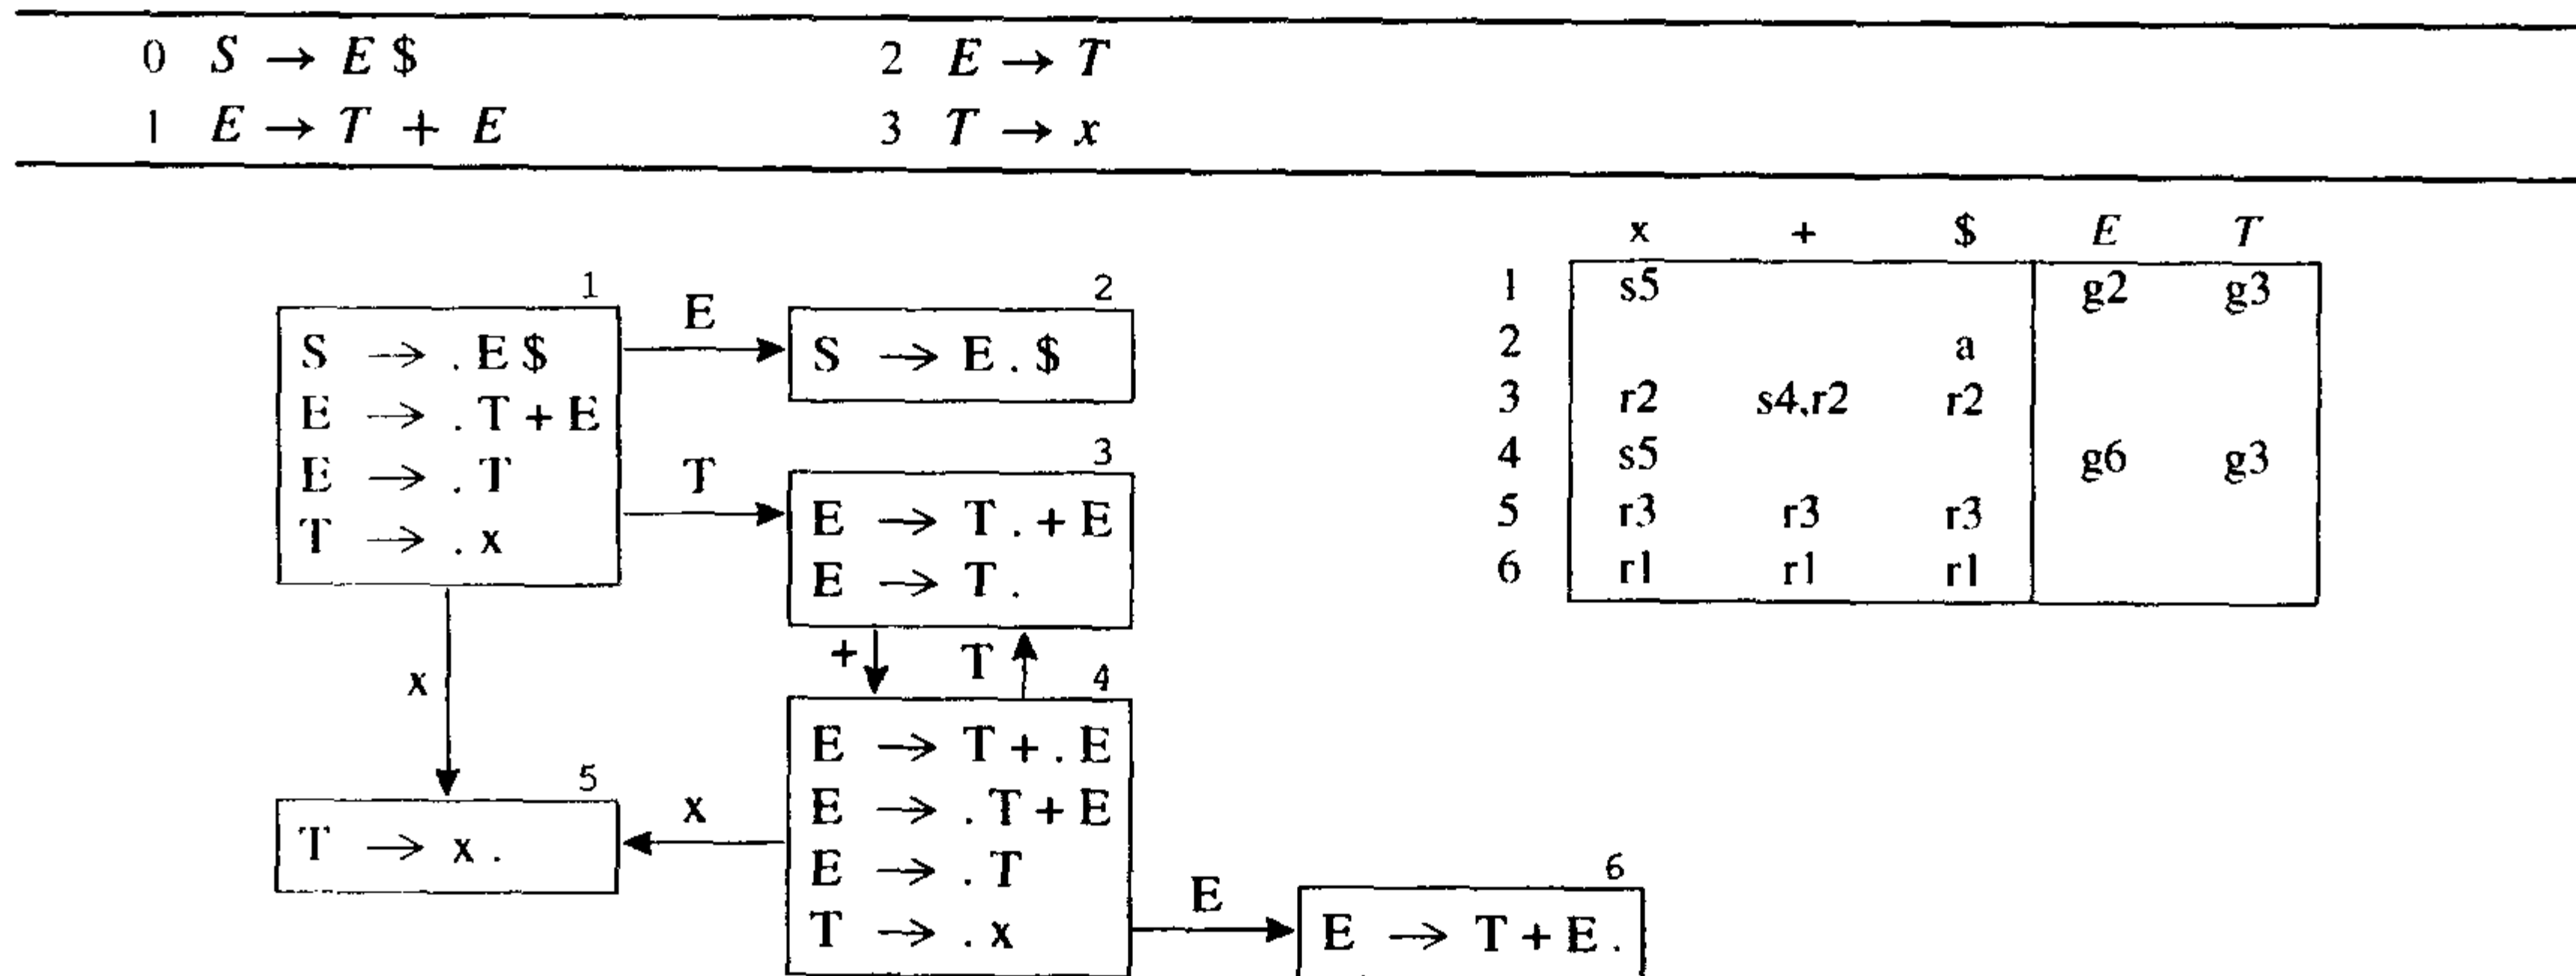 0 S → E $ 2 E → T
1 E → T + E 3 T → x
1
S → . E $
E → . T + E
E → . T
T → . x
E
2
S → E . $
T
3
E → T . + E
E → T .
+
T
x
4
E → T + . E
E → . T + E
E → . T
T → . x
x
5
T → x .
E
6
E → T + E .
x + $ E T
1 s5 g2 g3
2 a
3 r2 s4,r2 r2
4 s5 g6 g3
5 r3 r3 r3
6 r1 r1 r1